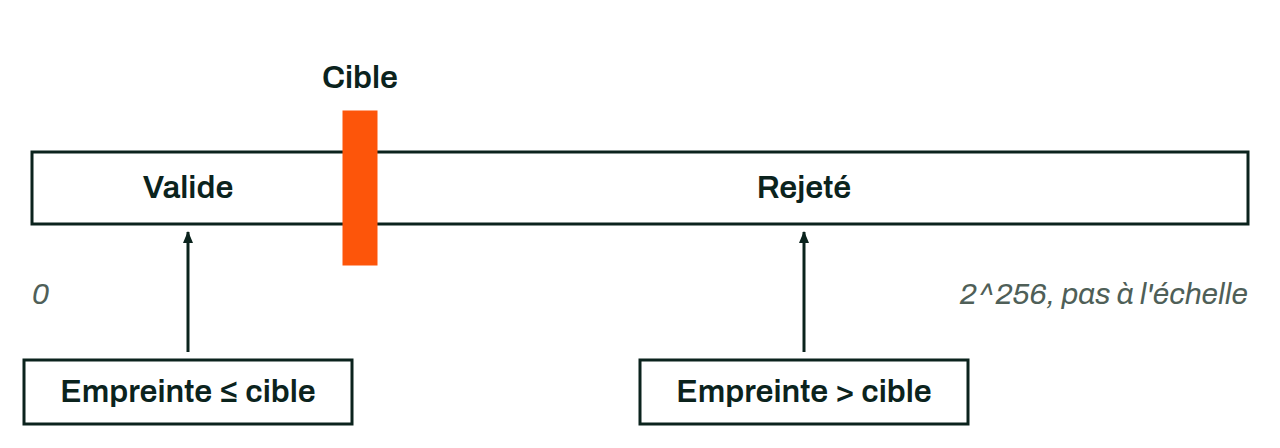 Cible
Valide
Rejeté
0
2^256, pas à l'échelle
Empreinte ≤ cible
Empreinte > cible